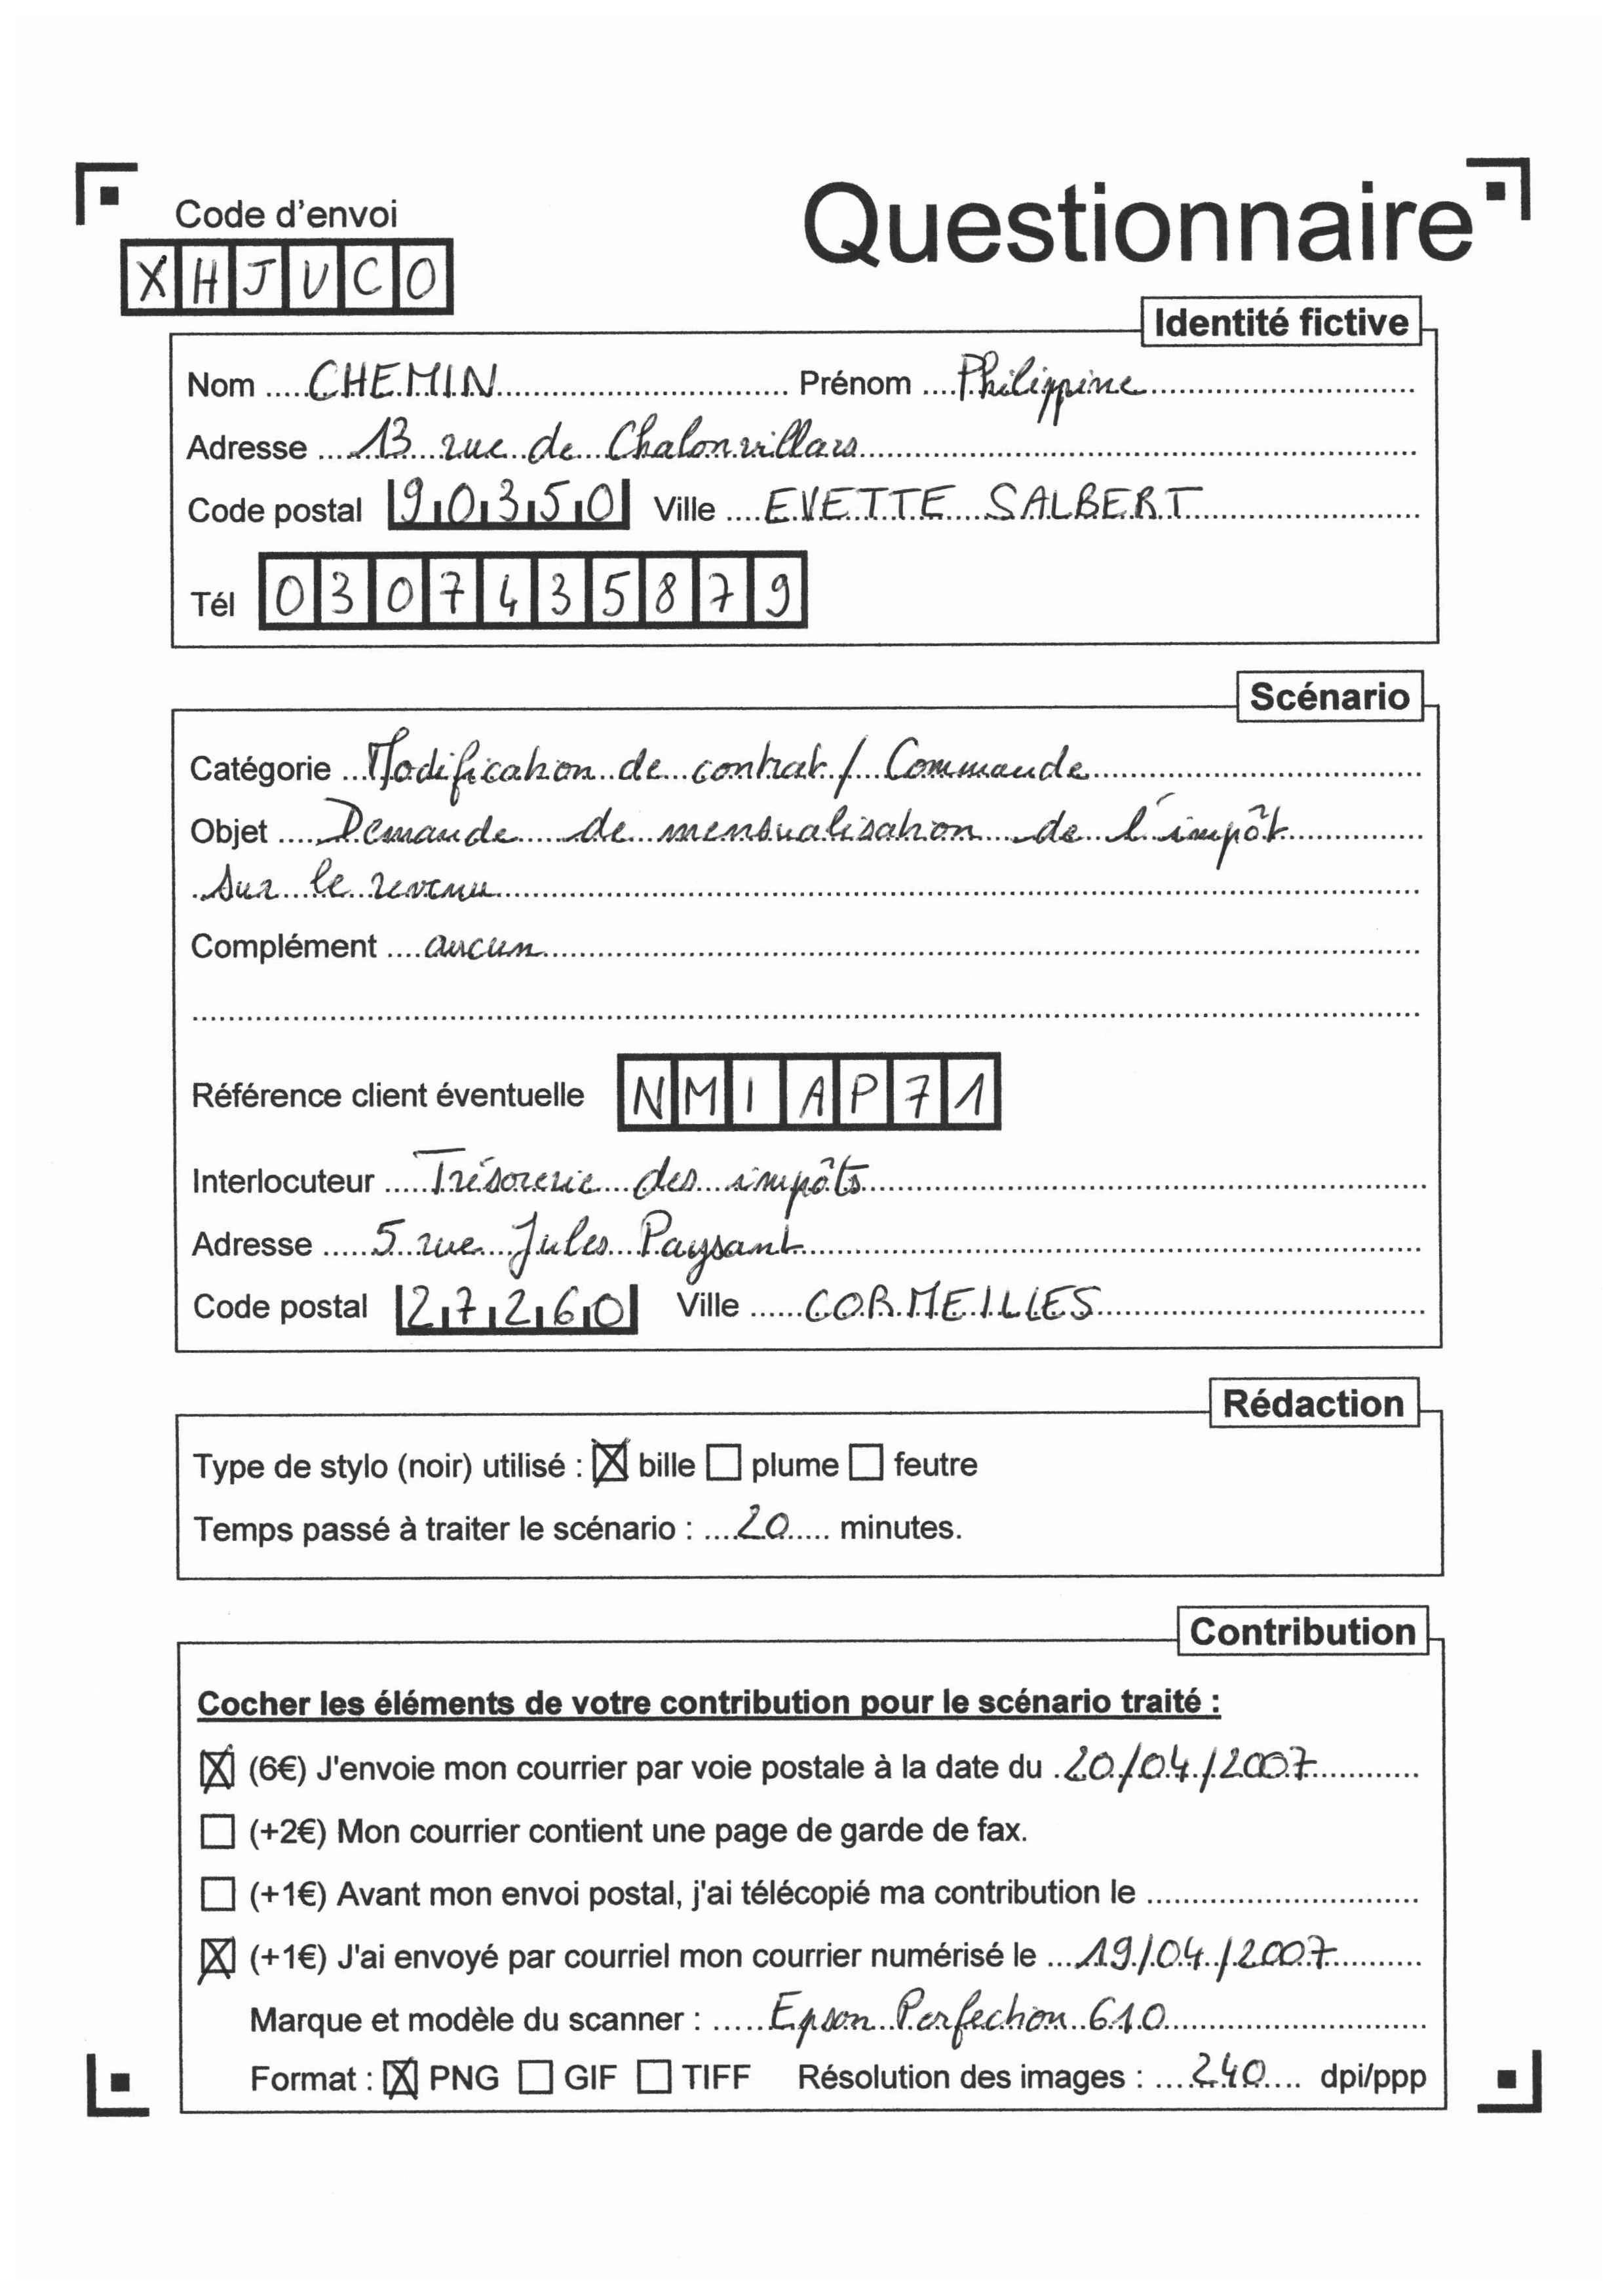 Code d'envoi
Questionnaire
XHJUCO
Identité fictive
Nom CHEMIN Prénom Philippine
Adresse 13 rue de Chalonvillars
Code postal 90350 Ville EVETTE SALBERT
Tél 0307435879
Scénario
Catégorie Modification de contrat / Commande
Objet Demande de mensualisation de l'impôt
sur le revenu
Complément aucun
Référence client éventuelle NMIAP71
Interlocuteur Trésorerie des impôts
Adresse 5 rue Jules Paysant
Code postal 27260 Ville CORMEILLES
Rédaction
Type de stylo (noir) utilisé : ☒ bille ☐ plume ☐ feutre
Temps passé à traiter le scénario : 20 minutes.
Contribution
Cocher les éléments de votre contribution pour le scénario traité :
☒ (6€) J'envoie mon courrier par voie postale à la date du 20/04/2007
☐ (+2€) Mon courrier contient une page de garde de fax.
☐ (+1€) Avant mon envoi postal, j'ai télécopié ma contribution le
☒ (+1€) J'ai envoyé par courriel mon courrier numérisé le 19/04/2007
Marque et modèle du scanner : Epson Perfection 610
Format : ☒ PNG ☐ GIF ☐ TIFF Résolution des images : 240 dpi/ppp